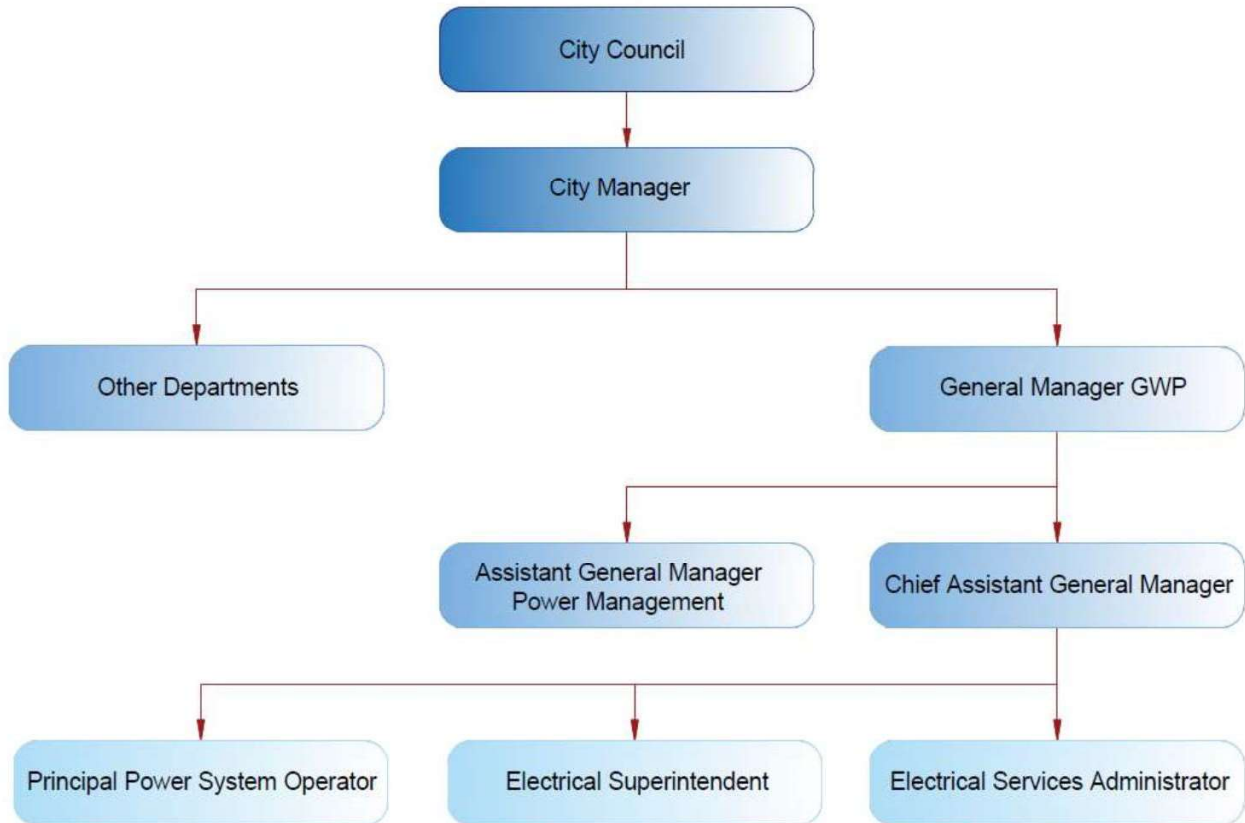 City Council
City Manager
Other Departments
General Manager GWP
Assistant General Manager
Power Management
Chief Assistant General Manager
Principal Power System Operator
Electrical Superintendent
Electrical Services Administrator